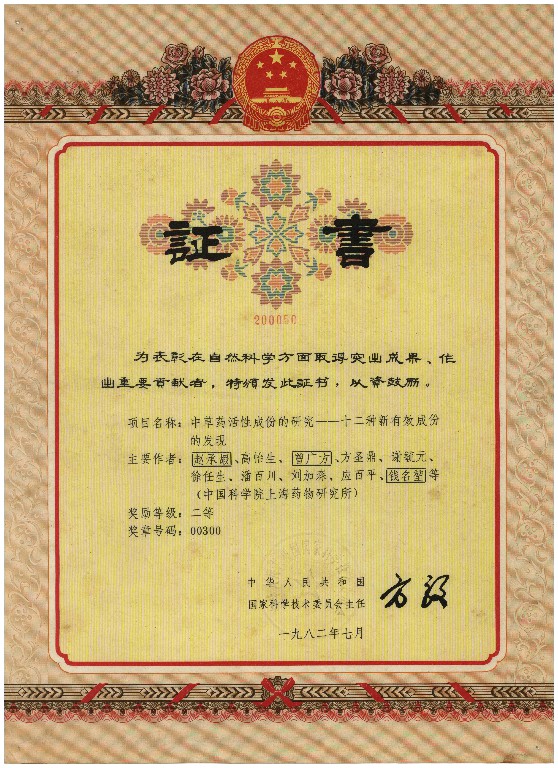 証書
200050
为表彰在自然科学方面取得突出成果、作
出重要贡献者，特颁发此证书，以资鼓励。
项目名称：中草药活性成份的研究——十二种新有效成份
的发现
主要作者：赵承嘏、高怡生、曾广方、方圣鼎、谢毓元、
徐任生、潘百川、刘加森、应百平、钱名堃等
（中国科学院上海药物研究所）
奖励等级：二等
奖章号码：00300
中华人民共和国
国家科学技术委员会主任 方毅
一九八二年七月